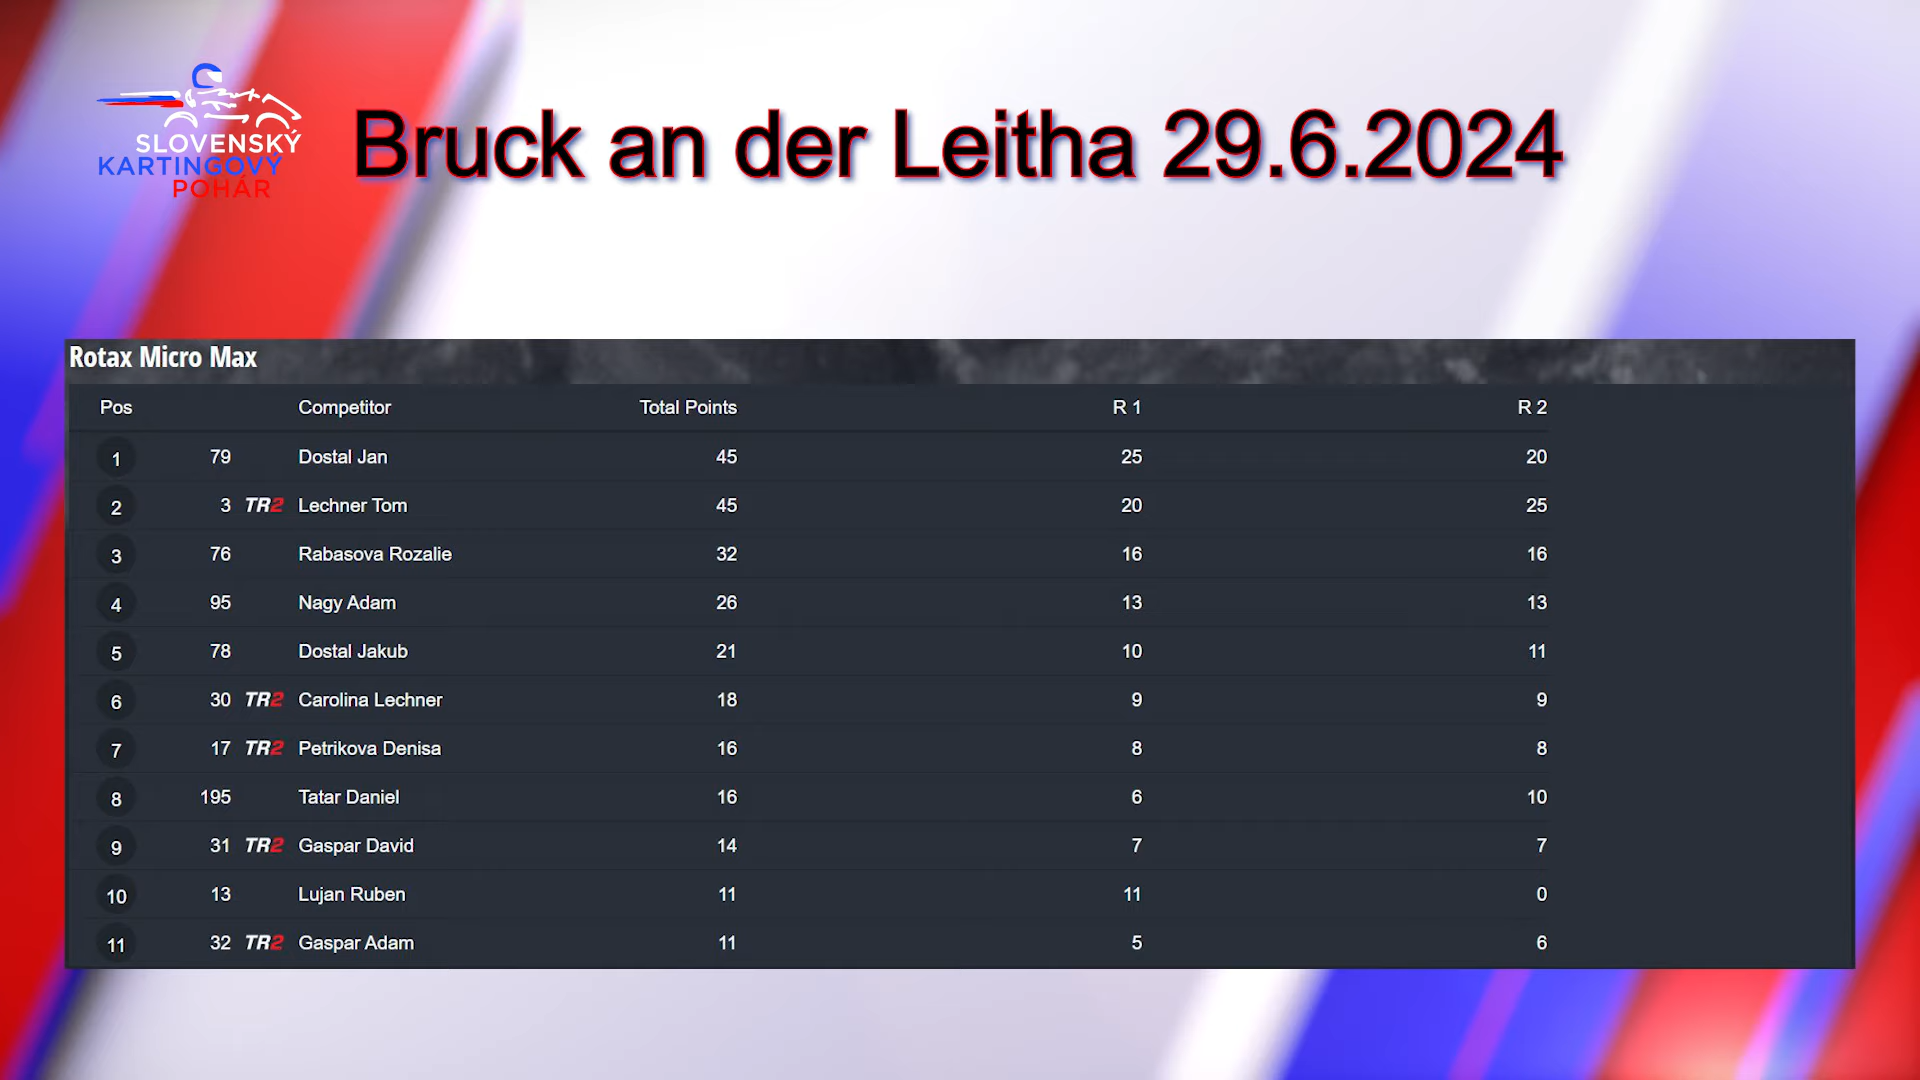 SLOVENSKÝ
KARTINGOVÝ
POHÁR
Bruck an der Leitha 29.6.2024
Rotax Micro Max
Pos Competitor Total Points R 1 R 2
1 79 Dostal Jan 45 25 20
2 3 TR2 Lechner Tom 45 20 25
3 76 Rabasova Rozalie 32 16 16
4 95 Nagy Adam 26 13 13
5 78 Dostal Jakub 21 10 11
6 30 TR2 Carolina Lechner 18 9 9
7 17 TR2 Petrikova Denisa 16 8 8
8 195 Tatar Daniel 16 6 10
9 31 TR2 Gaspar David 14 7 7
10 13 Lujan Ruben 11 11 0
11 32 TR2 Gaspar Adam 11 5 6